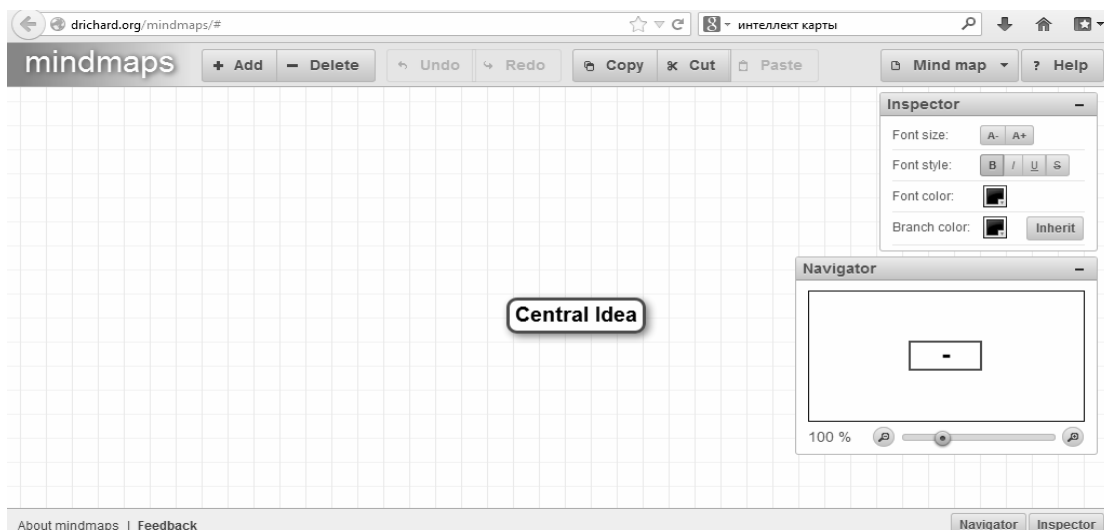 drichard.org/mindmaps/# 8 интеллект карты
mindmaps + Add − Delete Undo Redo Copy Cut Paste Mind map ? Help
Inspector −
Font size: A- A+
Font style: B I U S
Font color:
Branch color: Inherit
Navigator −
Central Idea
-
100 %
About mindmaps | Feedback Navigator Inspector